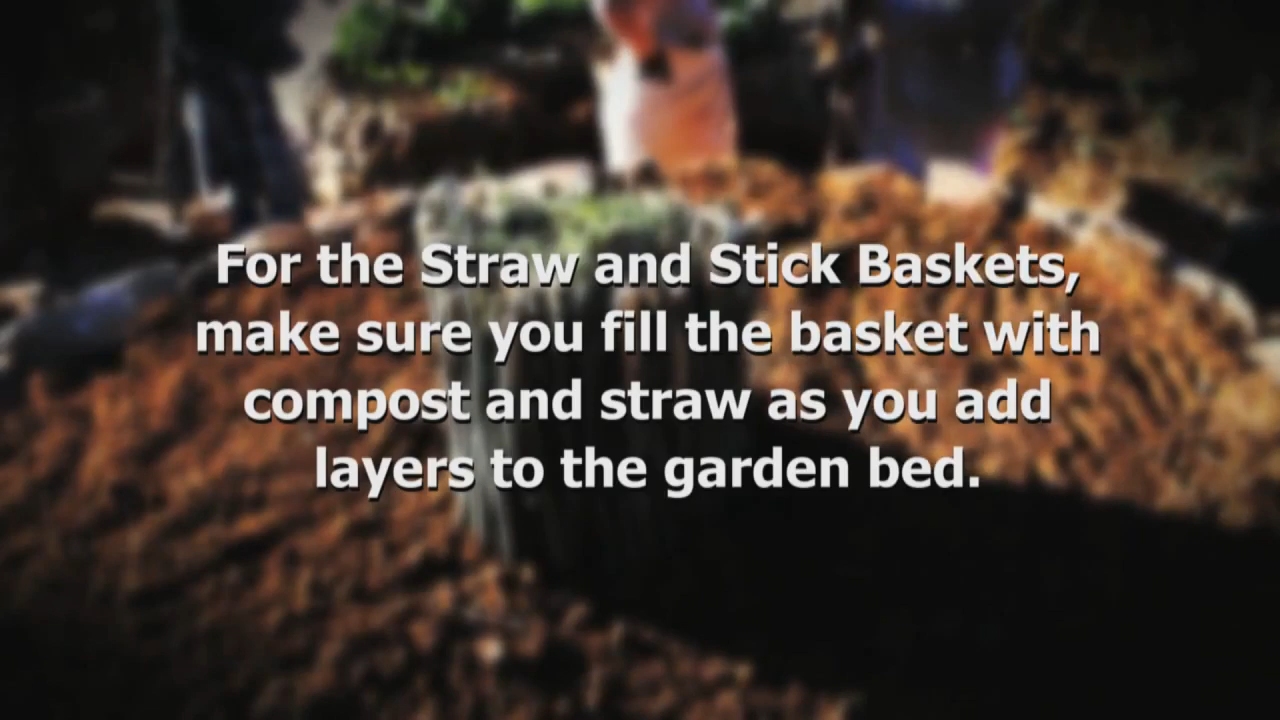 For the Straw and Stick Baskets,
make sure you fill the basket with
compost and straw as you add
layers to the garden bed.